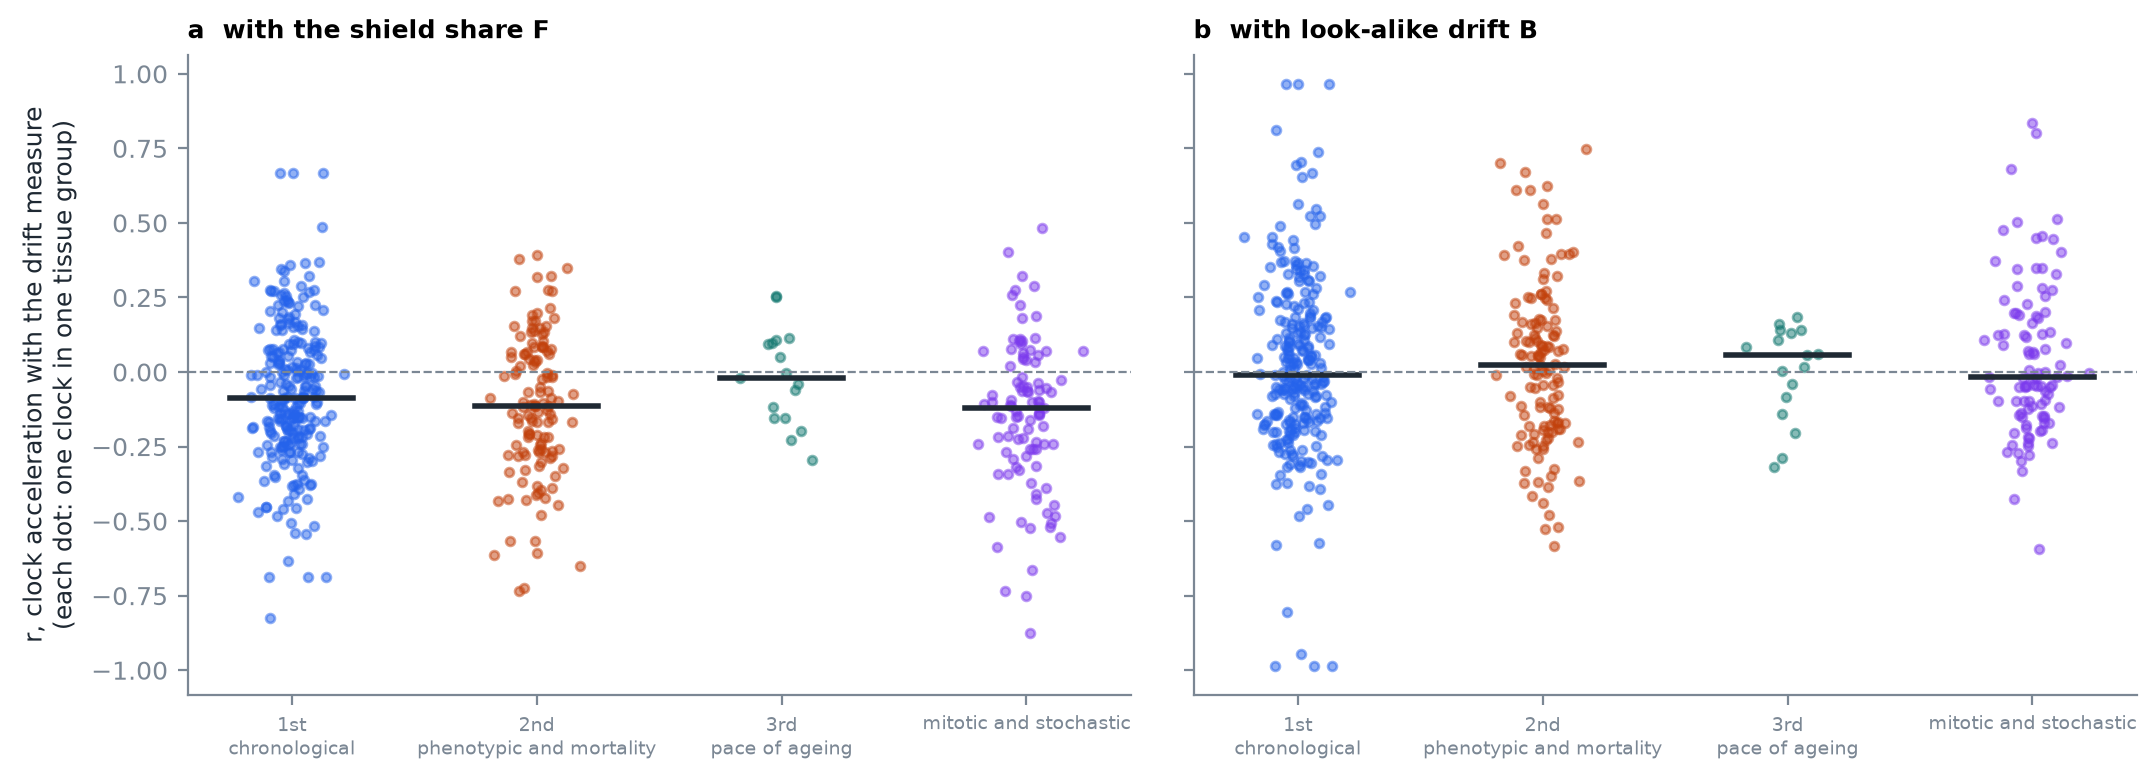 a with the shield share F
b with look-alike drift B
r, clock acceleration with the drift measure
(each dot: one clock in one tissue group)
1.00
0.75
0.50
0.25
0.00
−0.25
−0.50
−0.75
−1.00
1st
chronological
2nd
phenotypic and mortality
3rd
pace of ageing
mitotic and stochastic
1st
chronological
2nd
phenotypic and mortality
3rd
pace of ageing
mitotic and stochastic